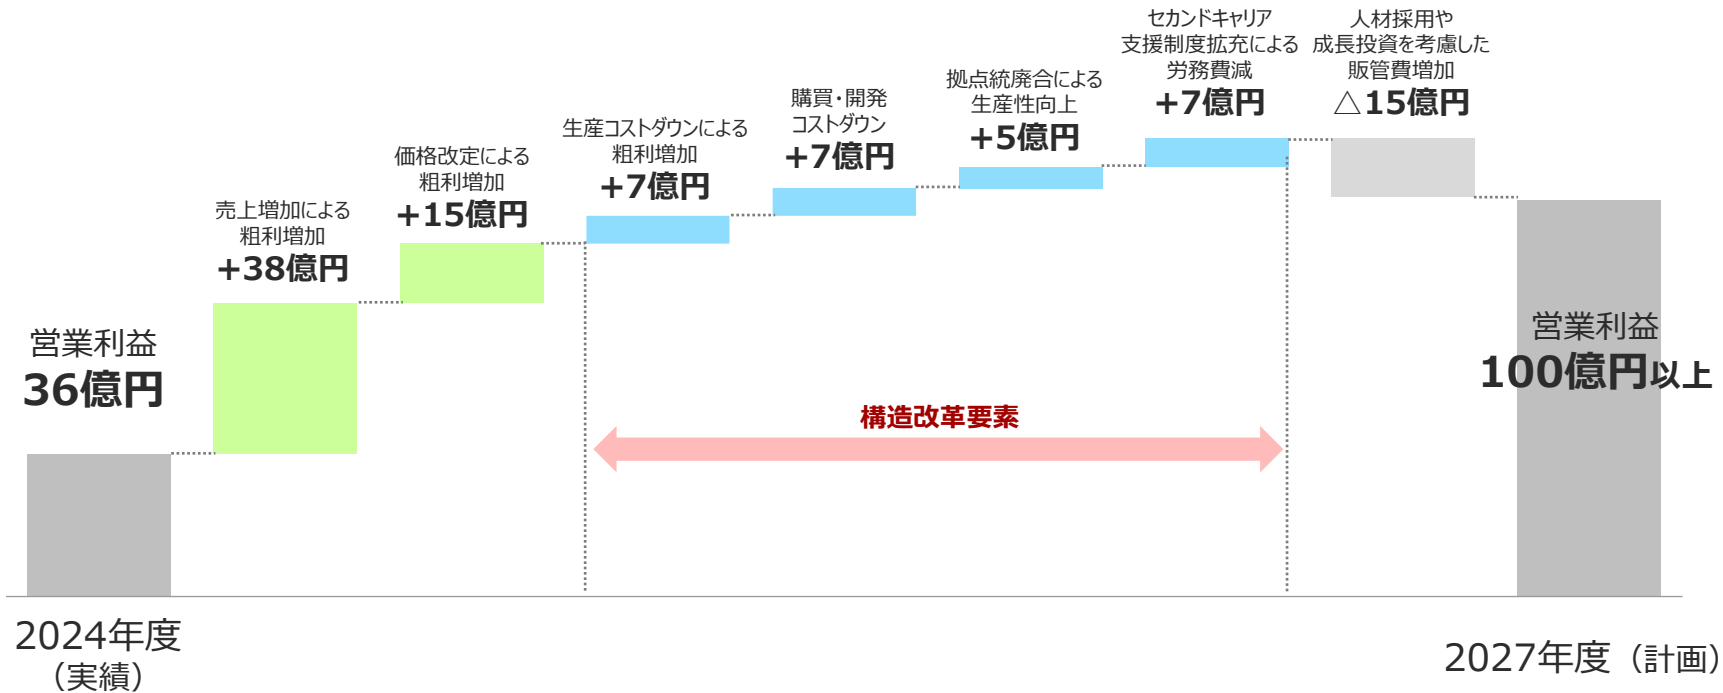 営業利益
36億円
売上増加による
粗利増加
+38億円
価格改定による
粗利増加
+15億円
生産コストダウンによる
粗利増加
+7億円
購買・開発
コストダウン
+7億円
拠点統廃合による
生産性向上
+5億円
セカンドキャリア
支援制度拡充による
労務費減
+7億円
人材採用や
成長投資を考慮した
販管費増加
△15億円
営業利益
100億円以上
構造改革要素
2024年度
（実績）
2027年度（計画）